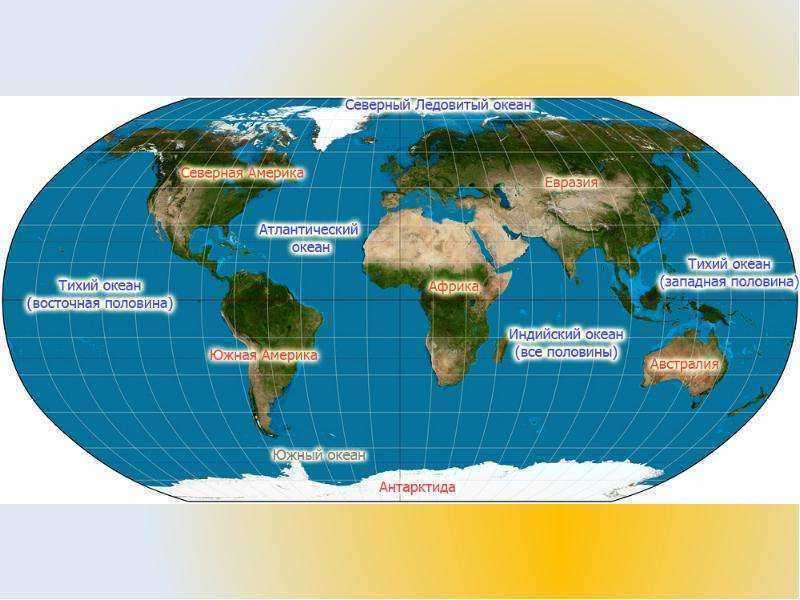 Северный Ледовитый океан
Северная Америка
Евразия
Атлантический
океан
Тихий океан
(западная половина)
Тихий океан
(восточная половина)
Африка
Индийский океан
(все половины)
Южная Америка
Австралия
Южный океан
Антарктида